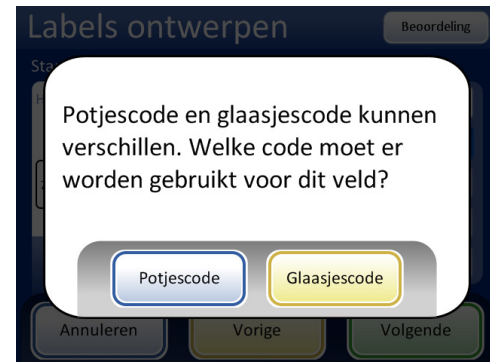 Labels ontwerpen
Beoordeling
Sta
H
Potjescode en glaasjescode kunnen
verschillen. Welke code moet er
worden gebruikt voor dit veld?
Potjescode
Glaasjescode
Annuleren
Vorige
Volgende